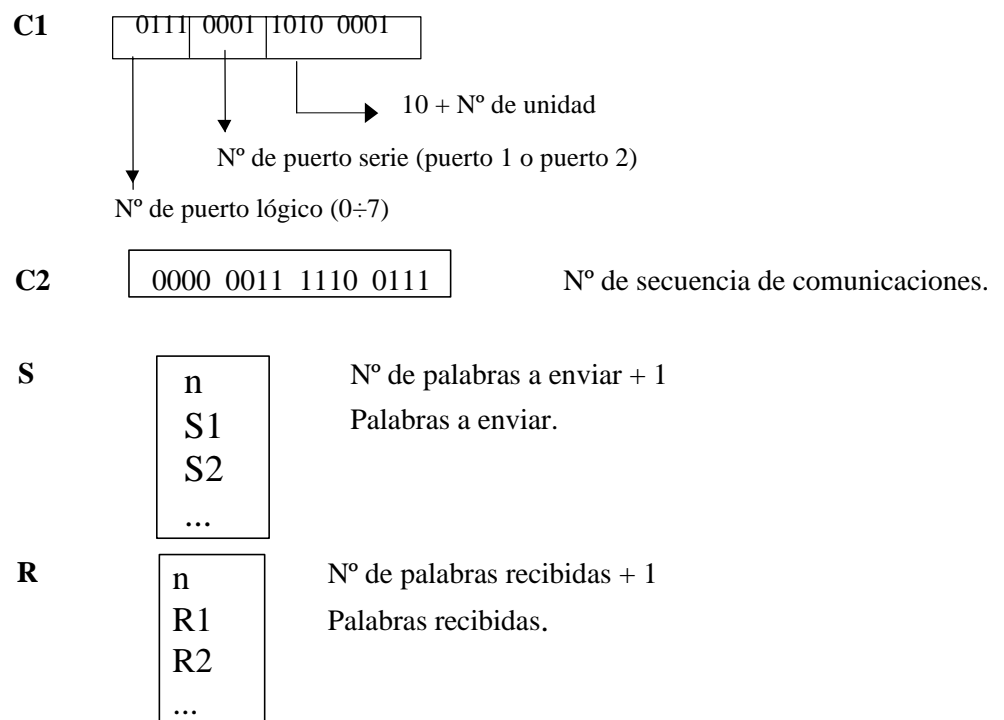 C1 0111 0001 1010 0001
10 + Nº de unidad
Nº de puerto serie (puerto 1 o puerto 2)
Nº de puerto lógico (0÷7)
C2 0000 0011 1110 0111 Nº de secuencia de comunicaciones.
S n Nº de palabras a enviar + 1
S1 Palabras a enviar.
S2
...
R n Nº de palabras recibidas + 1
R1 Palabras recibidas.
R2
...